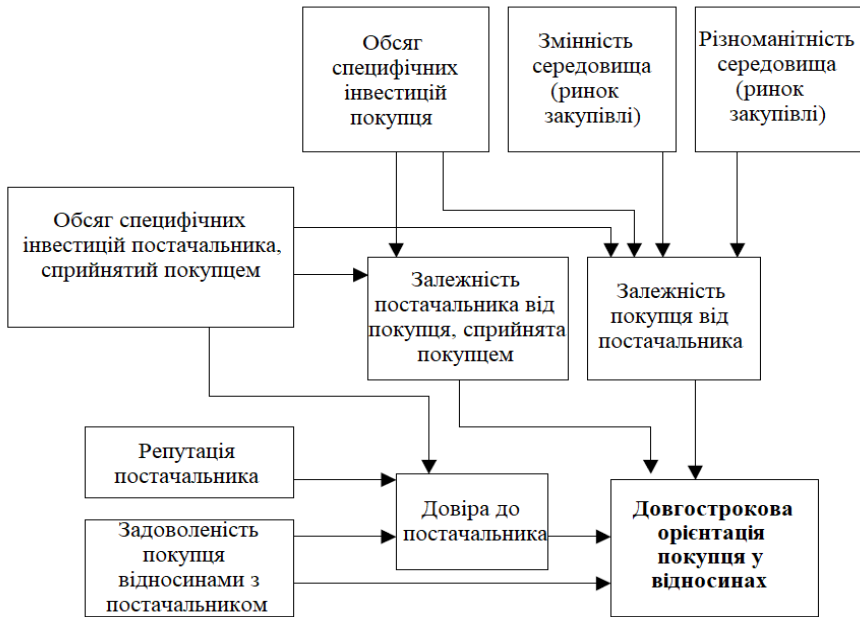 Обсяг
специфічних
інвестицій
покупця
Змінність
середовища
(ринок
закупівлі)
Різноманітність
середовища
(ринок
закупівлі)
Обсяг специфічних
інвестицій постачальника,
сприйнятий покупцем
Залежність
постачальника від
покупця, сприйнята
покупцем
Залежність
покупця від
постачальника
Репутація
постачальника
Задоволеність
покупця
відносинами з
постачальником
Довіра до
постачальника
Довгострокова
орієнтація
покупця у
відносинах